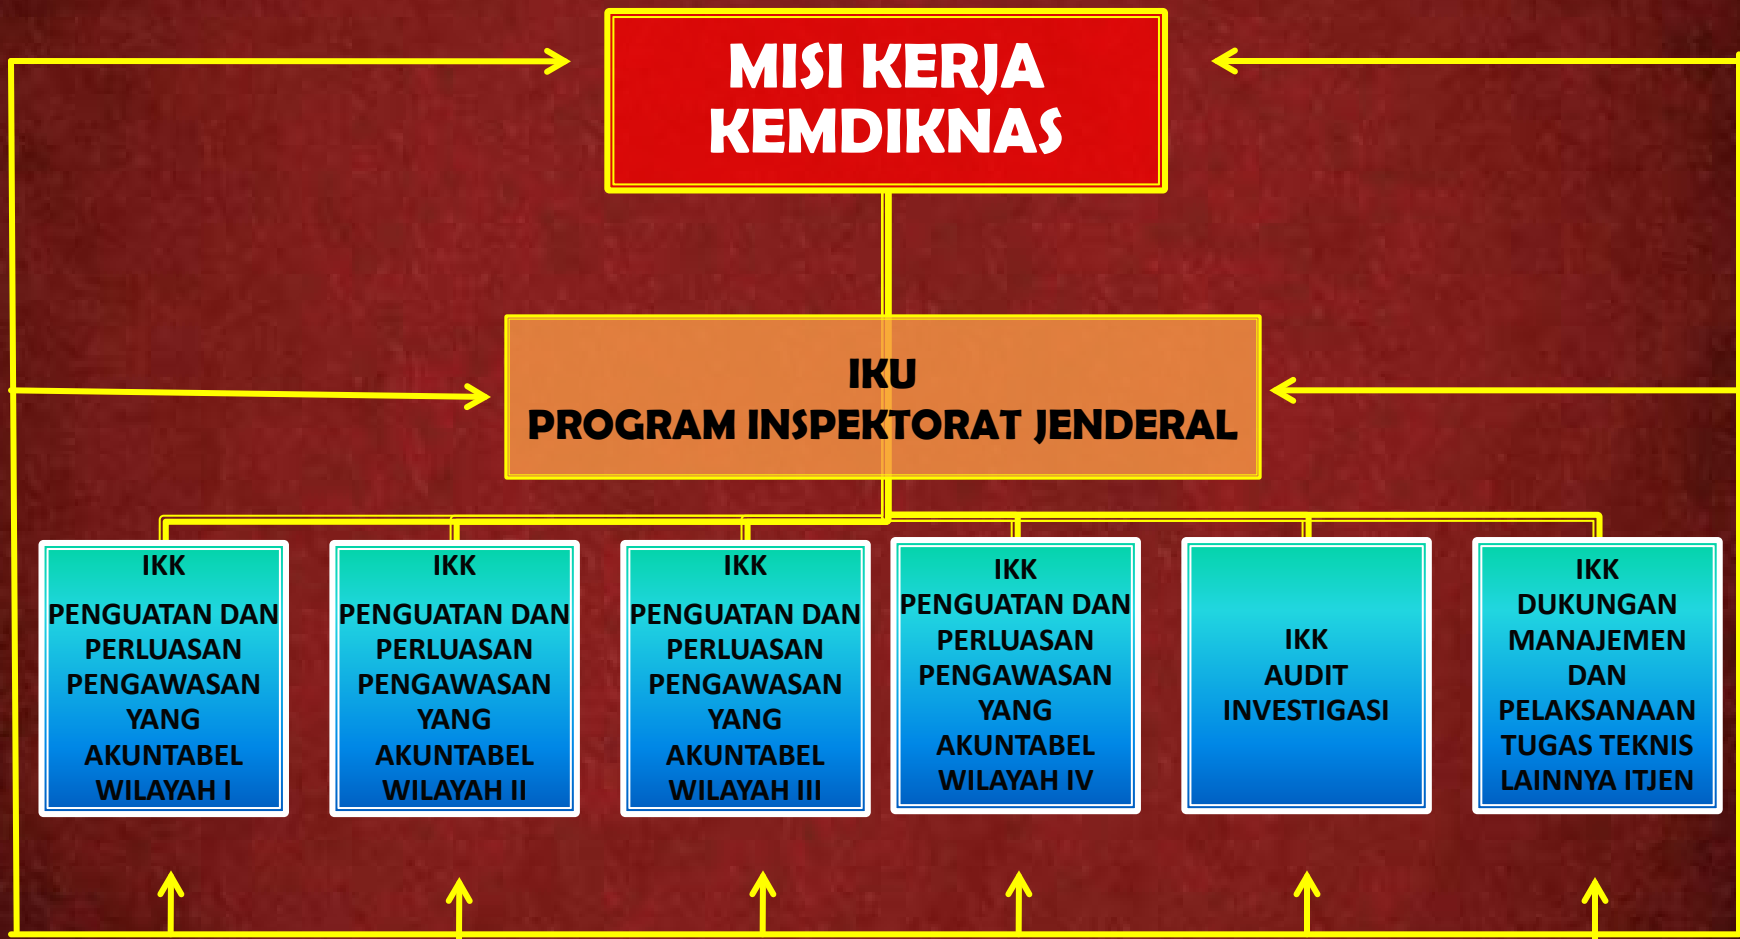 MISI KERJA
KEMDIKNAS
IKU
PROGRAM INSPEKTORAT JENDERAL
IKK
PENGUATAN DAN
PERLUASAN
PENGAWASAN
YANG
AKUNTABEL
WILAYAH I
IKK
PENGUATAN DAN
PERLUASAN
PENGAWASAN
YANG
AKUNTABEL
WILAYAH II
IKK
PENGUATAN DAN
PERLUASAN
PENGAWASAN
YANG
AKUNTABEL
WILAYAH III
IKK
PENGUATAN DAN
PERLUASAN
PENGAWASAN
YANG
AKUNTABEL
WILAYAH IV
IKK
AUDIT
INVESTIGASI
IKK
DUKUNGAN
MANAJEMEN
DAN
PELAKSANAAN
TUGAS TEKNIS
LAINNYA ITJEN